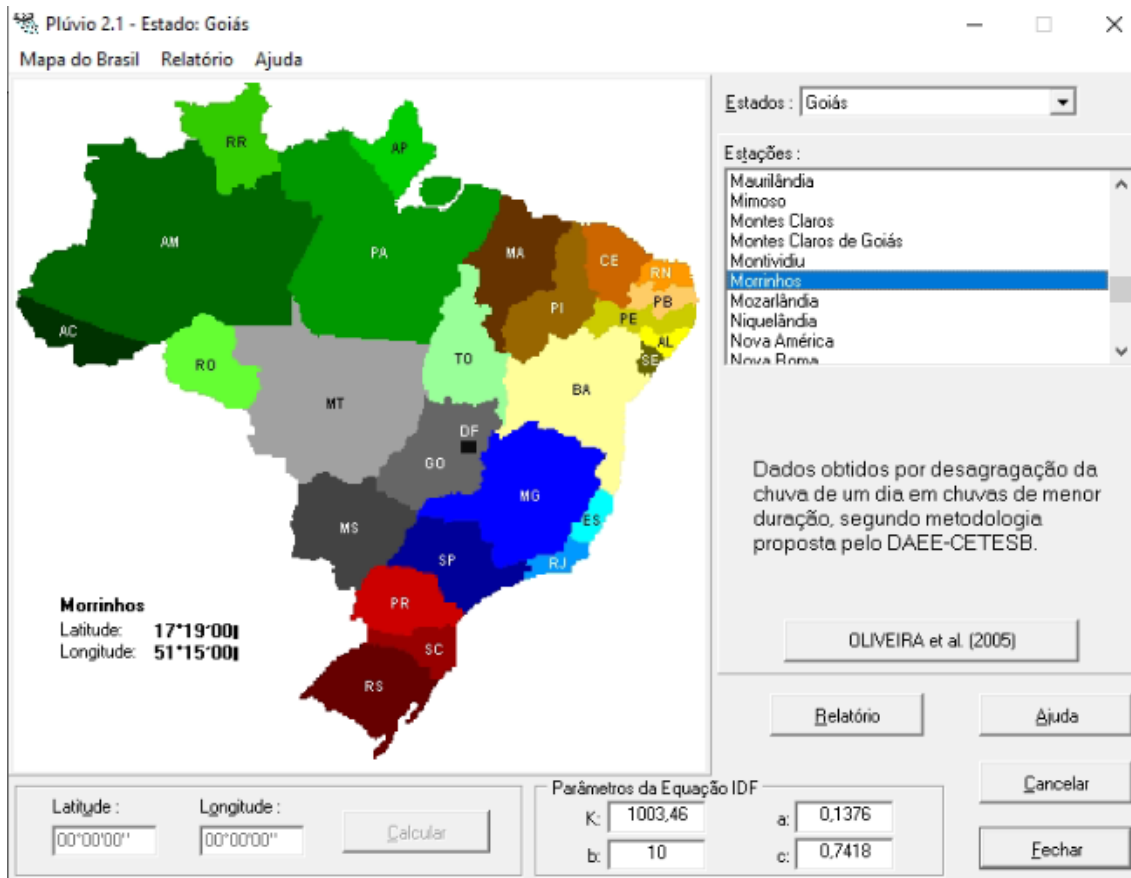 Plúvio 2.1 - Estado: Goiás
Mapa do Brasil Relatório Ajuda
RR
AP
AM
PA
MA
CE
RN
PB
PI
PE
AL
SE
AC
RO
TO
BA
MT
DF
GO
MG
ES
MS
SP
RJ
PR
SC
RS
Morrinhos
Latitude: 17°19'00
Longitude: 51°15'00
Estados : Goiás
Estações :
Maurilândia
Mimoso
Montes Claros
Montes Claros de Goiás
Montividiu
Morrinhos
Mozarlândia
Niquelândia
Nova América
Nova Roma
Dados obtidos por desagragação da
chuva de um dia em chuvas de menor
duração, segundo metodologia
proposta pelo DAEE-CETESB.
OLIVEIRA et al. (2005)
Relatório
Ajuda
Cancelar
Fechar
Latitude : Longitude :
00°00'00'' 00°00'00''
Calcular
Parâmetros da Equação IDF
K: 1003,46 a: 0,1376
b: 10 c: 0,7418